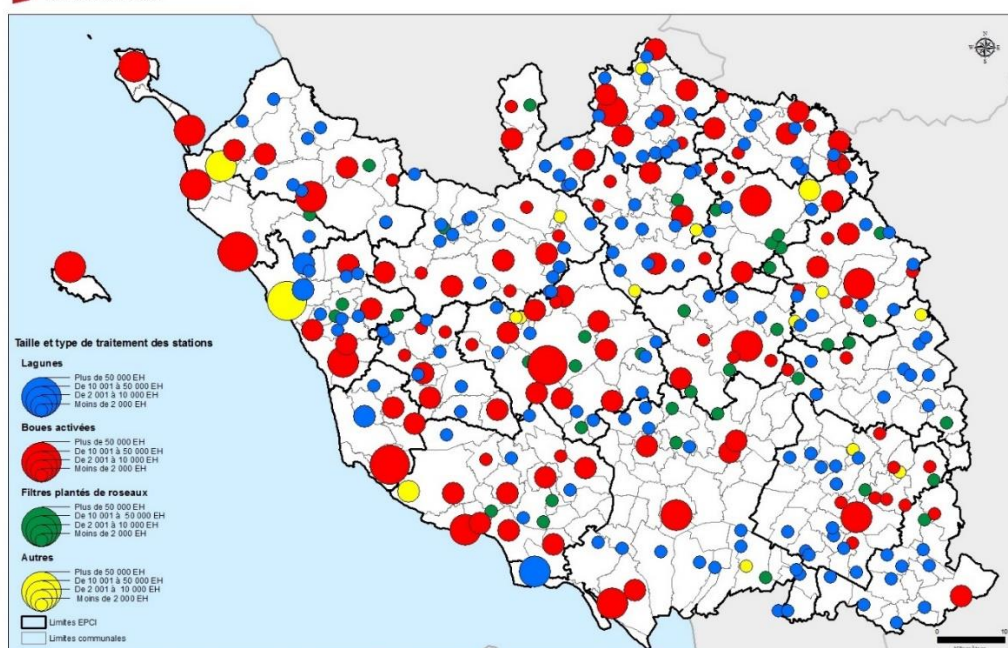 Taille et type de traitement des stations
Lagunes
Plus de 50 000 EH
De 10 001 à 50 000 EH
De 2 001 à 10 000 EH
Moins de 2 000 EH
Boues activées
Plus de 50 000 EH
De 10 001 à 50 000 EH
De 2 001 à 10 000 EH
Moins de 2 000 EH
Filtres plantés de roseaux
Plus de 50 000 EH
De 10 001 à 50 000 EH
De 2 001 à 10 000 EH
Moins de 2 000 EH
Autres
Plus de 50 000 EH
De 10 001 à 50 000 EH
De 2 001 à 10 000 EH
Moins de 2 000 EH
Limites EPCI
Limites communales
0 10